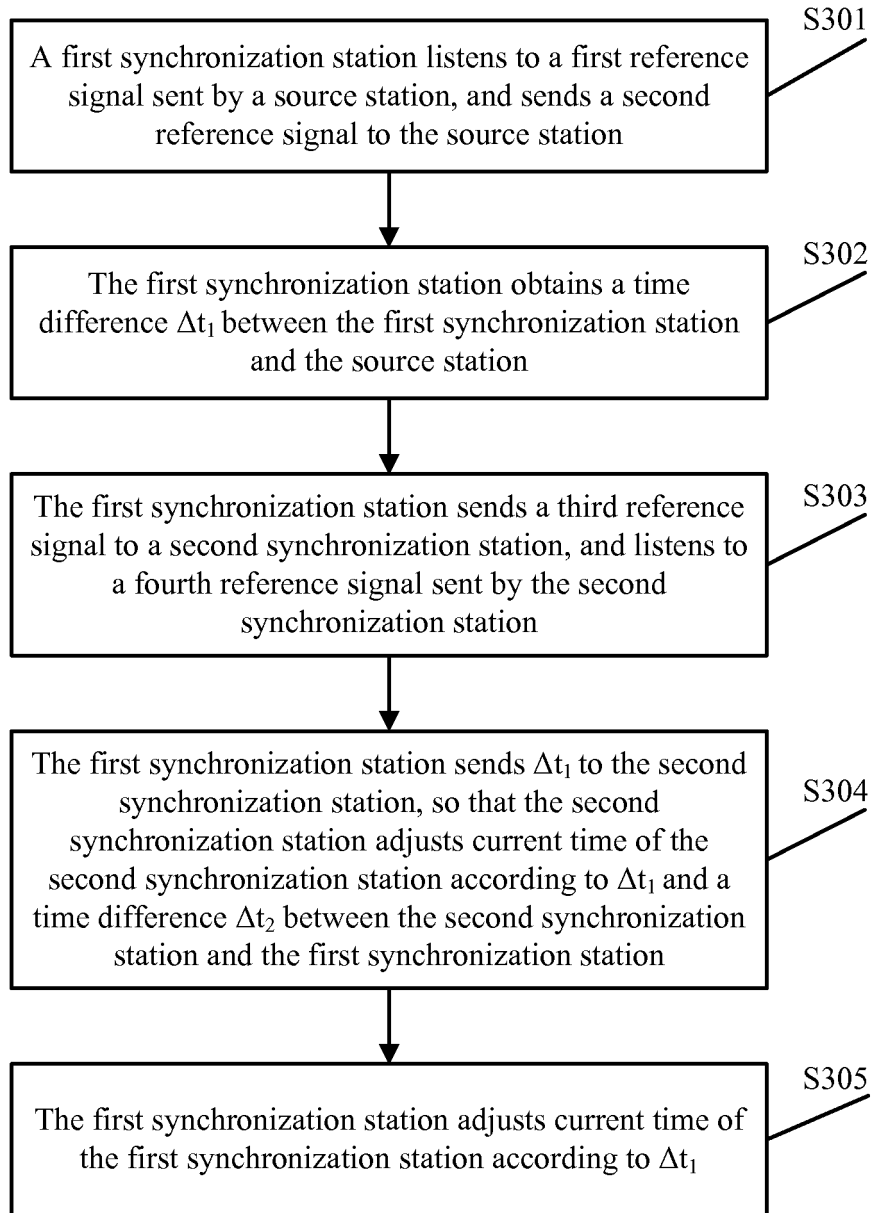 S301
A first synchronization station listens to a first reference
signal sent by a source station, and sends a second
reference signal to the source station
S302
The first synchronization station obtains a time
difference Δt₁ between the first synchronization station
and the source station
S303
The first synchronization station sends a third reference
signal to a second synchronization station, and listens to
a fourth reference signal sent by the second
synchronization station
S304
The first synchronization station sends Δt₁ to the second
synchronization station, so that the second
synchronization station adjusts current time of the
second synchronization station according to Δt₁ and a
time difference Δt₂ between the second synchronization
station and the first synchronization station
S305
The first synchronization station adjusts current time of
the first synchronization station according to Δt₁